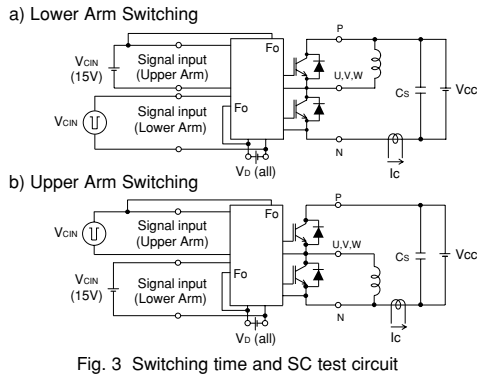 a) Lower Arm Switching
P
Fo
VCIN
(15V)
Signal input
(Upper Arm)
U,V,W
CS
VCC
Fo
VCIN
Signal input
(Lower Arm)
VD (all)
N
IC
b) Upper Arm Switching
P
Fo
VCIN
Signal input
(Upper Arm)
U,V,W
CS
VCC
Fo
VCIN
(15V)
Signal input
(Lower Arm)
VD (all)
N
IC
Fig. 3 Switching time and SC test circuit